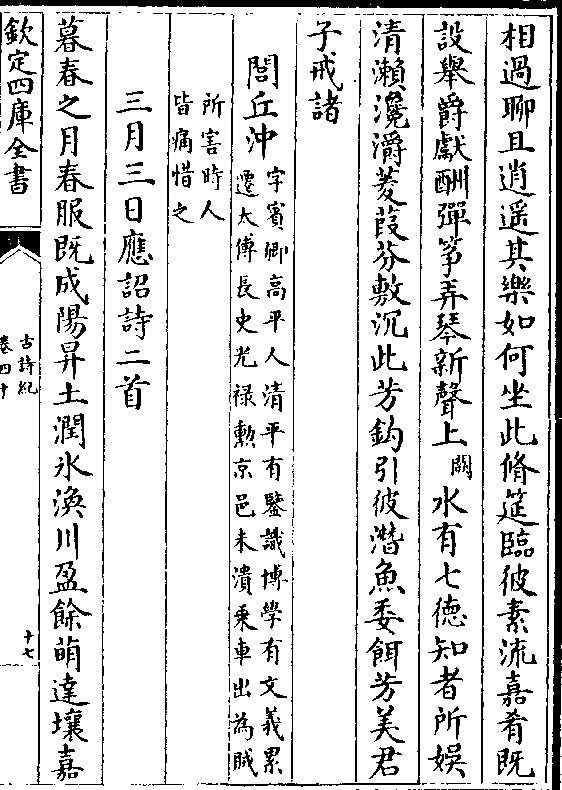 相過聊且逍遥其樂如何坐此脩筵臨彼素流嘉肴既
設舉爵獻酬彈筝弄琴新聲上闕水有七德知者所娯
清瀬瀺灂菱葭芬敷沉此芳鈎引彼潛魚委餌芳美君
子戒諸
閭丘沖
字賓卿高平人清平有鑒識博學有文義累
遷太傅長史光禄勲京邑未潰乗車出為賊
所害時人
皆痛惜之
三月三日應詔詩二首
暮春之月春服既成陽昇土潤氷渙川盈餘萌達壤嘉
欽定四庫全書
古詩紀
卷四十
十七